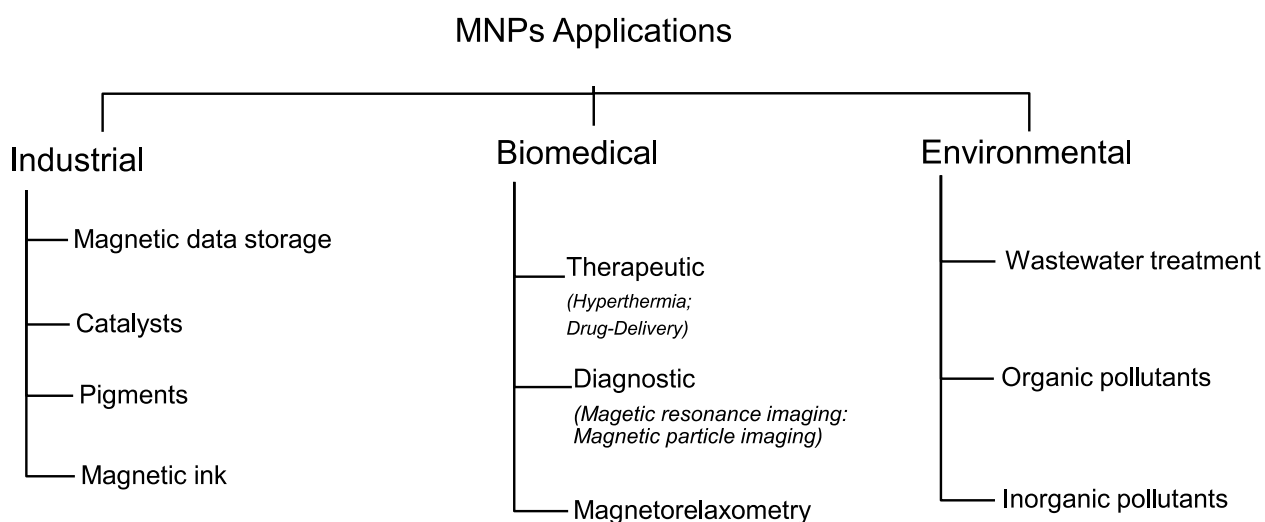 MNPs Applications
Industrial
Magnetic data storage
Catalysts
Pigments
Magnetic ink
Biomedical
Therapeutic
(Hyperthermia;
Drug-Delivery)
Diagnostic
(Magetic resonance imaging:
Magnetic particle imaging)
Magnetorelaxometry
Environmental
Wastewater treatment
Organic pollutants
Inorganic pollutants